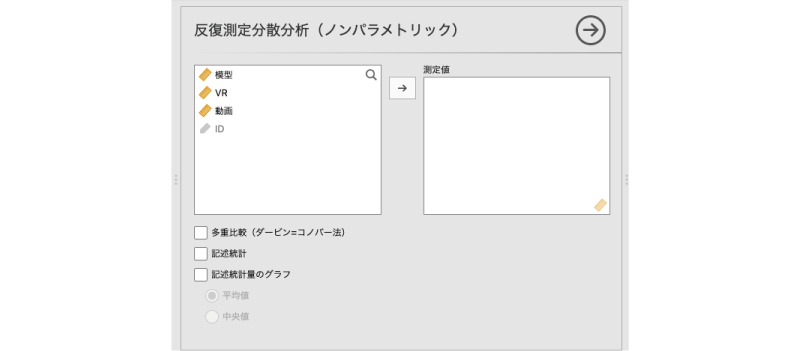 反復測定分散分析（ノンパラメトリック）
模型
VR
動画
ID
測定値
多重比較（ダービン=コノバー法）
記述統計
記述統計量のグラフ
平均値
中央値